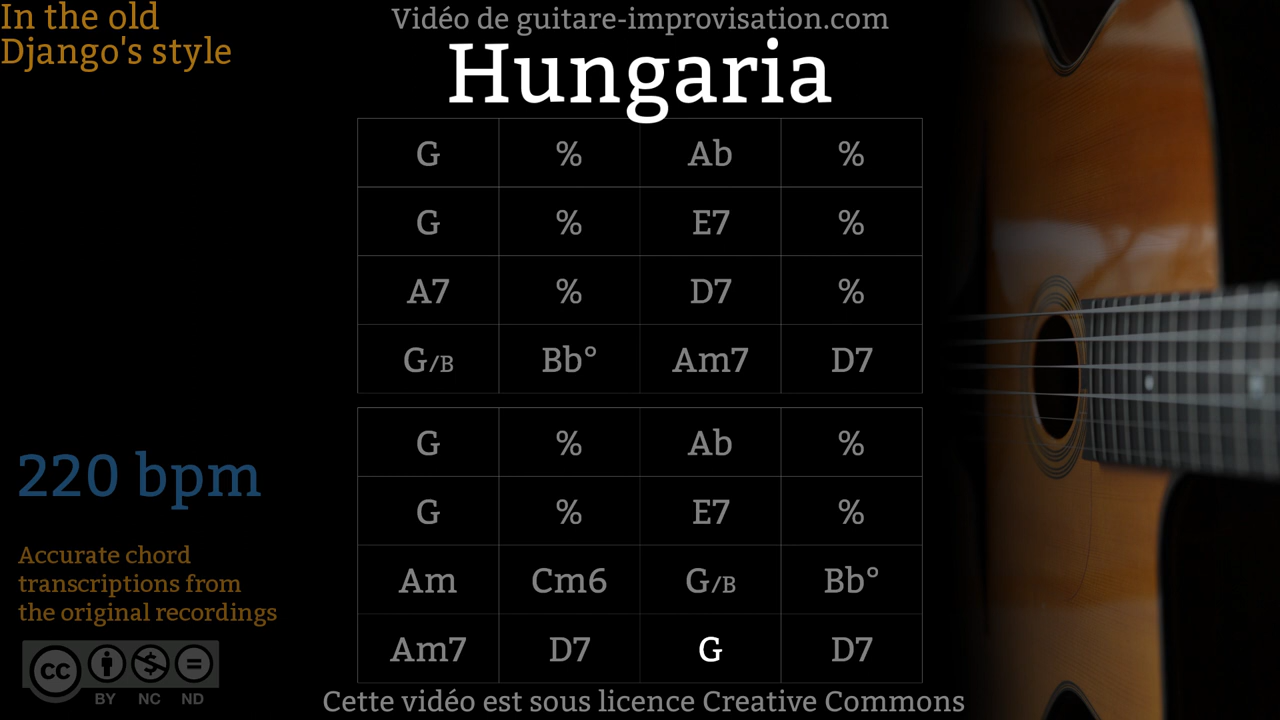 In the old
Django's style
Vidéo de guitare-improvisation.com
Hungaria
G % Ab %
G % E7 %
A7 % D7 %
G/B Bb° Am7 D7
G % Ab %
G % E7 %
Am Cm6 G/B Bb°
Am7 D7 G D7
220 bpm
Accurate chord
transcriptions from
the original recordings
cc
BY NC ND
Cette vidéo est sous licence Creative Commons